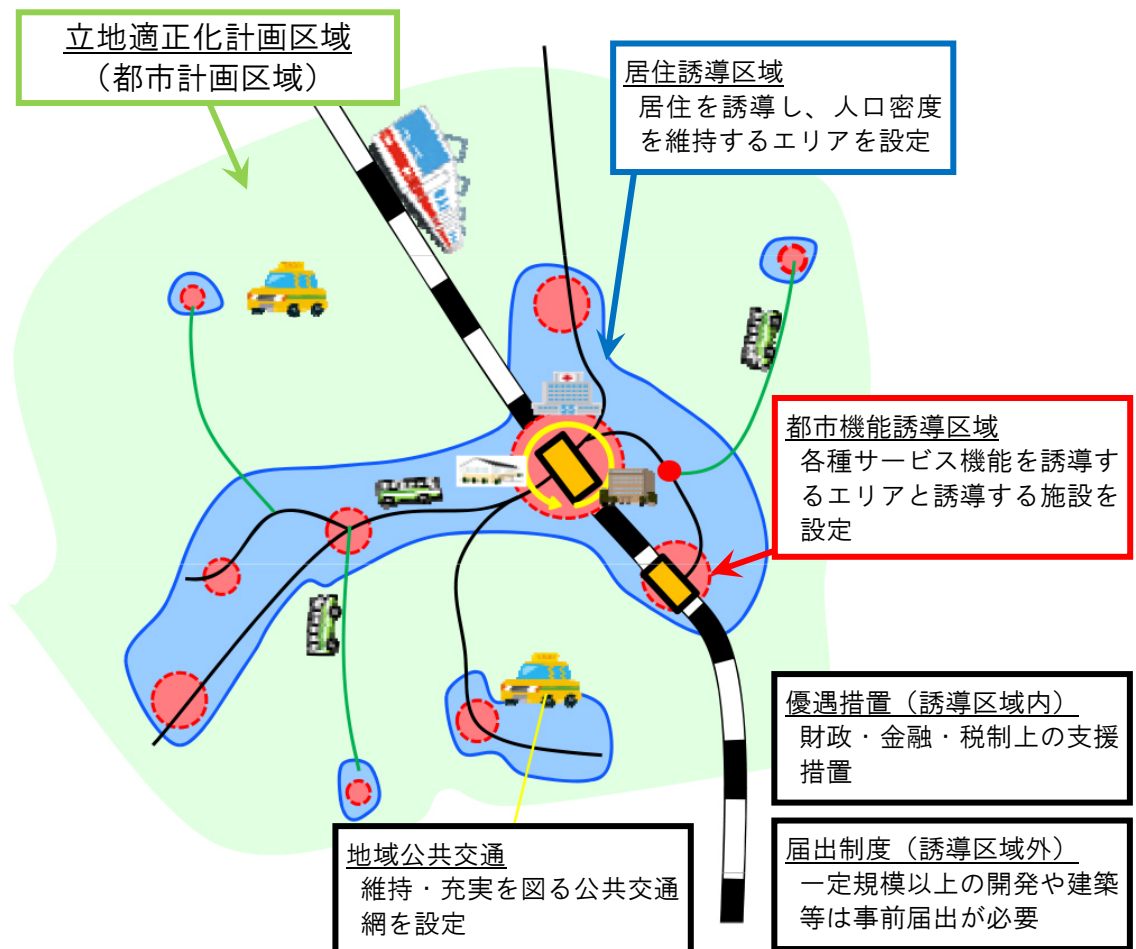 立地適正化計画区域
（都市計画区域）
居住誘導区域
居住を誘導し、人口密度
を維持するエリアを設定
都市機能誘導区域
各種サービス機能を誘導す
るエリアと誘導する施設を
設定
優遇措置（誘導区域内）
財政・金融・税制上の支援
措置
地域公共交通
維持・充実を図る公共交通
網を設定
届出制度（誘導区域外）
一定規模以上の開発や建築
等は事前届出が必要